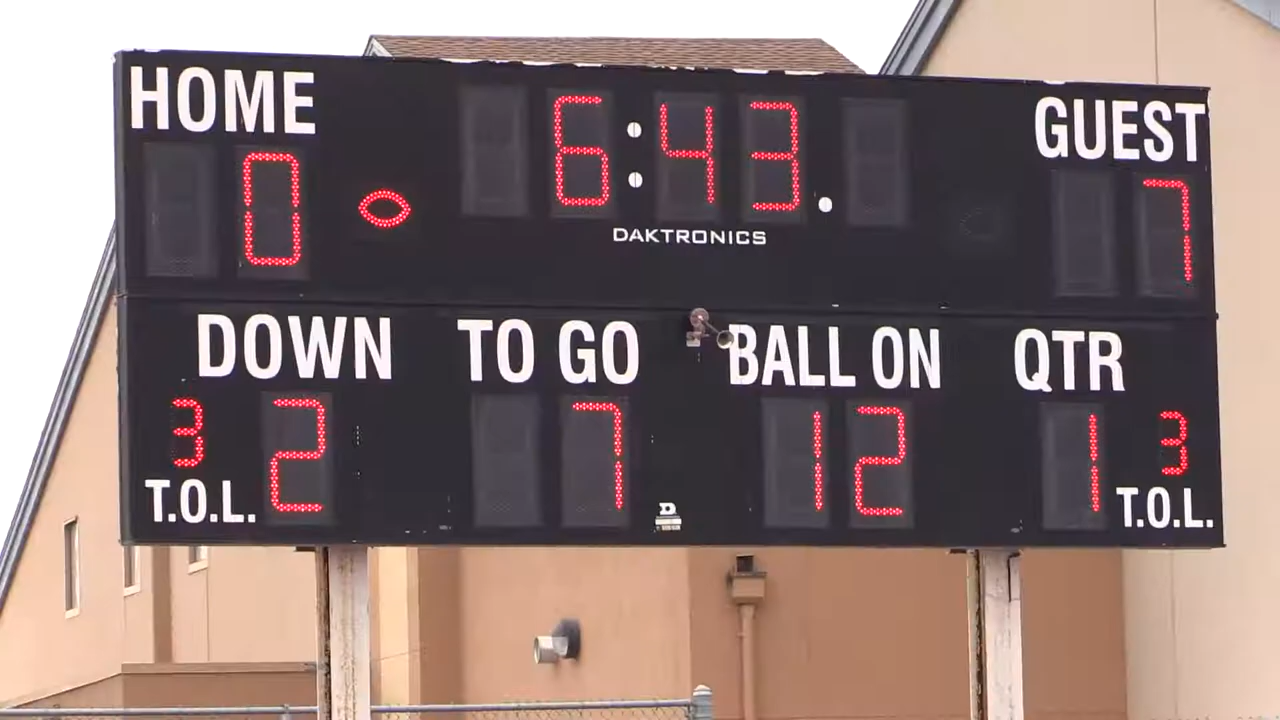 HOME 6:43. GUEST
0 7
DAKTRONICS
DOWN TO GO BALL ON QTR
3 2 7 12 1 3
T.O.L. T.O.L.